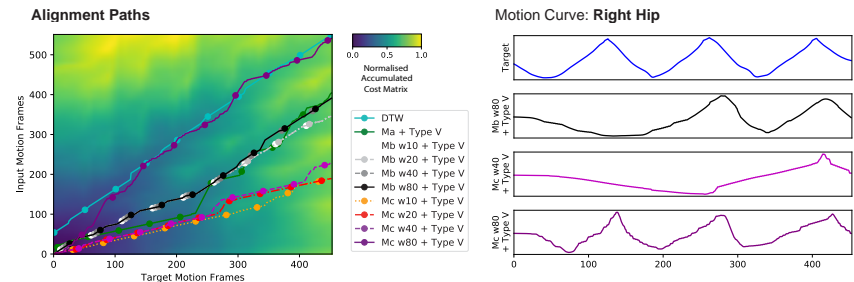 Alignment Paths
500
400
300
200
100
0
Input Motion Frames
0 100 200 300 400
Target Motion Frames
0.0 0.5 1.0
Normalised
Accumulated
Cost Matrix
DTW
Ma + Type V
Mb w10 + Type V
Mb w20 + Type V
Mb w40 + Type V
Mb w80 + Type V
Mc w10 + Type V
Mc w20 + Type V
Mc w40 + Type V
Mc w80 + Type V
Motion Curve: Right Hip
Target
Mb w80
+ Type V
Mc w40
+ Type V
Mc w80
+ Type V
0 100 200 300 400